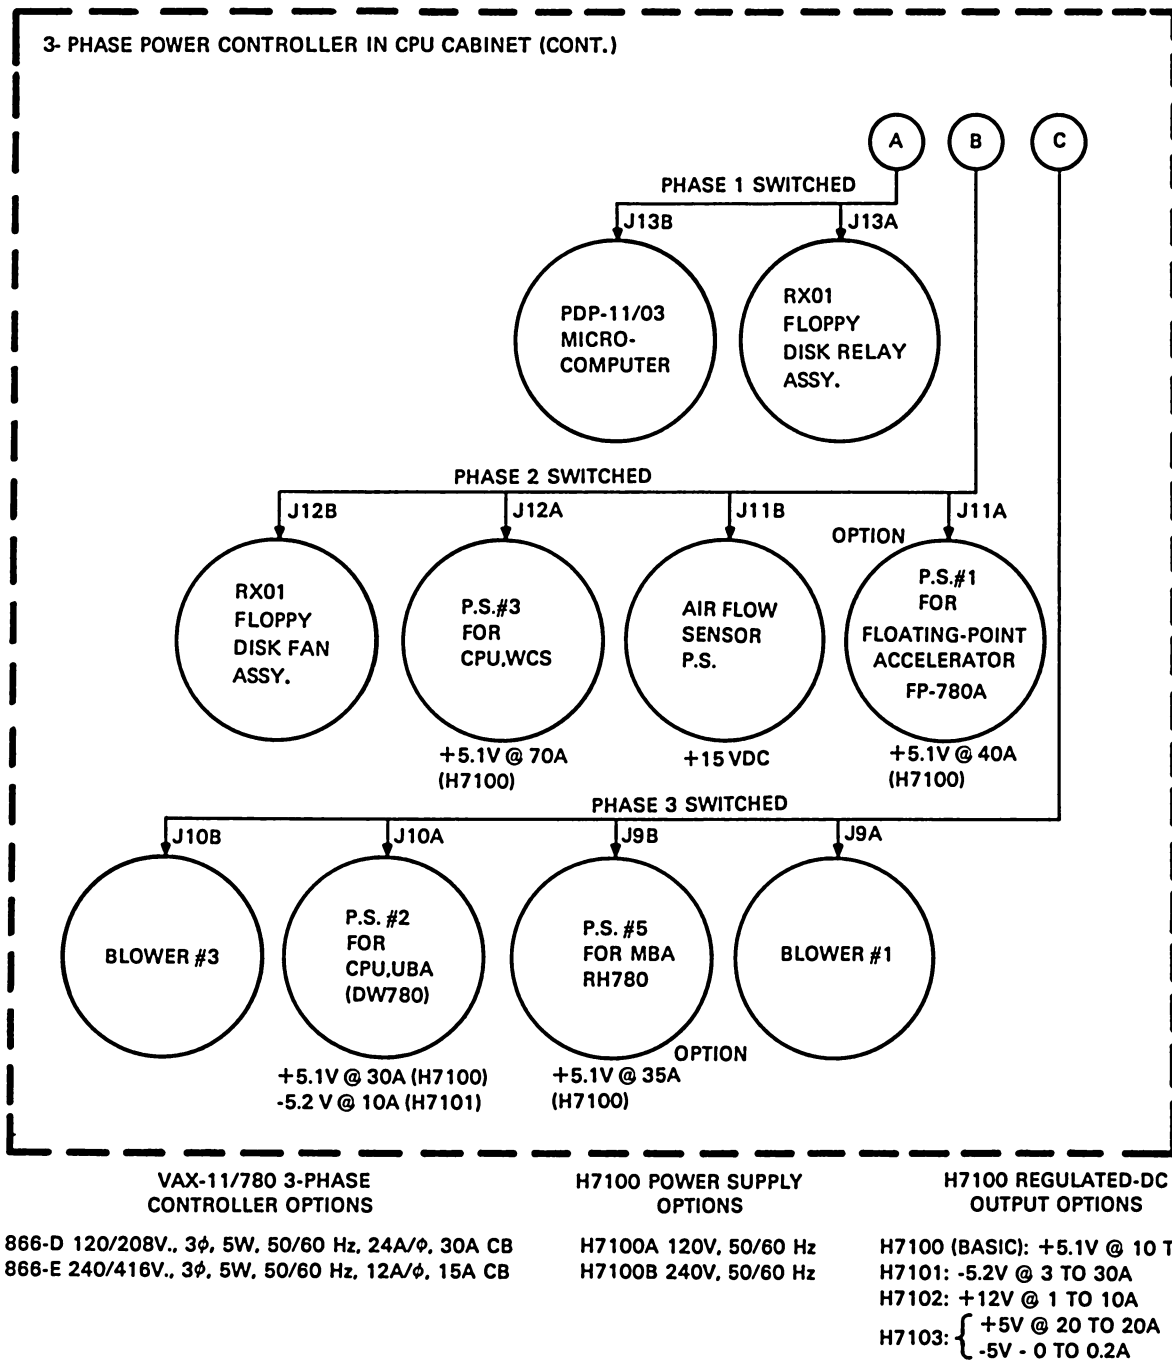 3- PHASE POWER CONTROLLER IN CPU CABINET (CONT.)
A
B
C
PHASE 1 SWITCHED
J13B
J13A
PDP-11/03
MICRO-
COMPUTER
RX01
FLOPPY
DISK RELAY
ASSY.
PHASE 2 SWITCHED
J12B
J12A
J11B
J11A
OPTION
RX01
FLOPPY
DISK FAN
ASSY.
P.S.#3
FOR
CPU,WCS
+5.1V @ 70A
(H7100)
AIR FLOW
SENSOR
P.S.
+15 VDC
P.S.#1
FOR
FLOATING-POINT
ACCELERATOR
FP-780A
+5.1V @ 40A
(H7100)
PHASE 3 SWITCHED
J10B
J10A
J9B
J9A
BLOWER #3
P.S. #2
FOR
CPU,UBA
(DW780)
+5.1V @ 30A (H7100)
-5.2 V @ 10A (H7101)
P.S. #5
FOR MBA
RH780
OPTION
+5.1V @ 35A
(H7100)
BLOWER #1
VAX-11/780 3-PHASE
CONTROLLER OPTIONS
866-D 120/208V., 3φ, 5W, 50/60 Hz, 24A/φ, 30A CB
866-E 240/416V., 3φ, 5W, 50/60 Hz, 12A/φ, 15A CB
H7100 POWER SUPPLY
OPTIONS
H7100A 120V, 50/60 Hz
H7100B 240V, 50/60 Hz
H7100 REGULATED-DC
OUTPUT OPTIONS
H7100 (BASIC): +5.1V @ 10 T
H7101: -5.2V @ 3 TO 30A
H7102: +12V @ 1 TO 10A
H7103: { +5V @ 20 TO 20A
-5V - 0 TO 0.2A